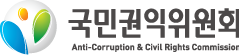 국민권익위원회
Anti-Corruption & Civil Rights Commission